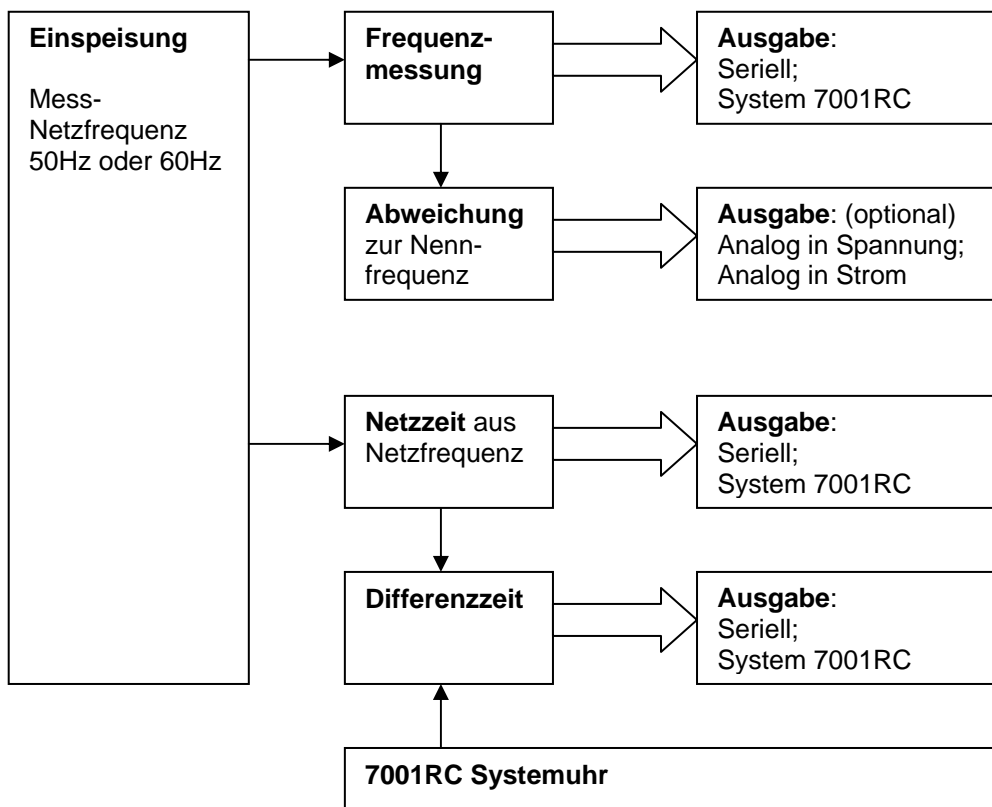 Einspeisung
Mess-
Netzfrequenz
50Hz oder 60Hz
Frequenz-
messung
Ausgabe:
Seriell;
System 7001RC
Abweichung
zur Nenn-
frequenz
Ausgabe: (optional)
Analog in Spannung;
Analog in Strom
Netzzeit aus
Netzfrequenz
Ausgabe:
Seriell;
System 7001RC
Differenzzeit
Ausgabe:
Seriell;
System 7001RC
7001RC Systemuhr